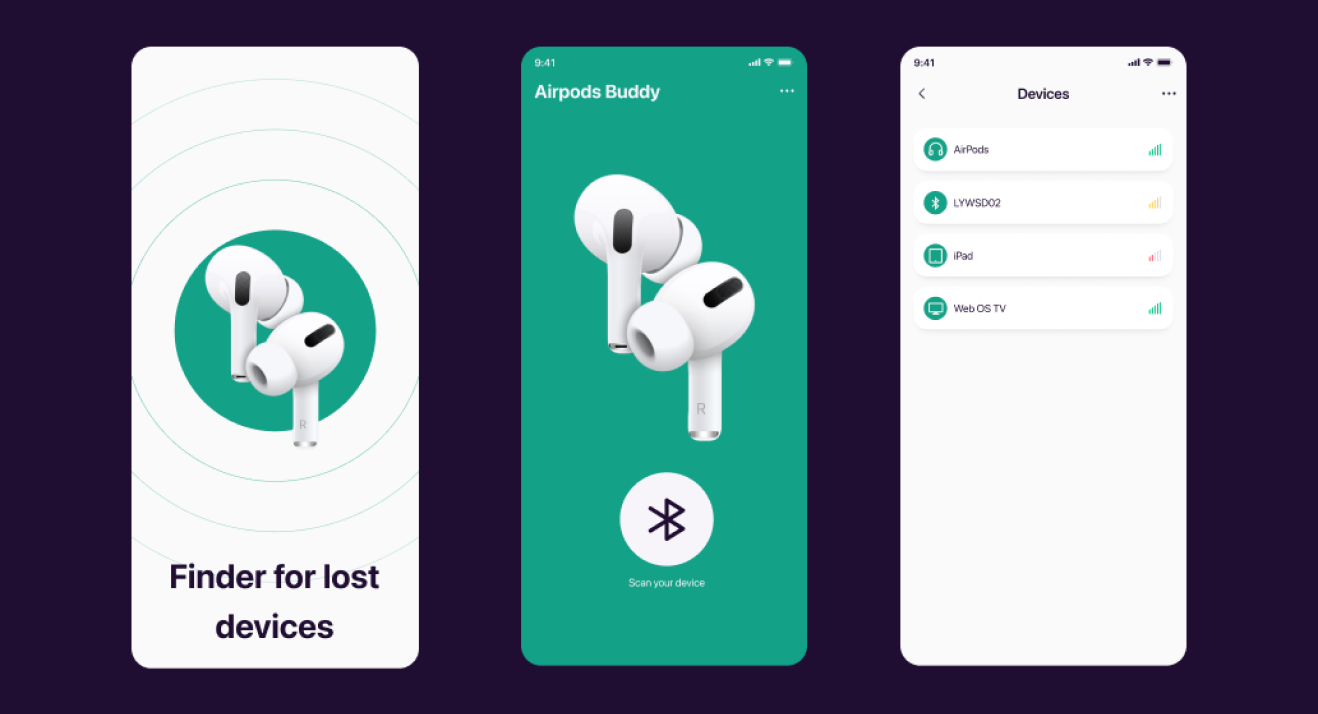 R
Finder for lost
devices
9:41
Airpods Buddy
R
Scan your device
9:41
Devices
AirPods
LYWSD02
iPad
Web OS TV